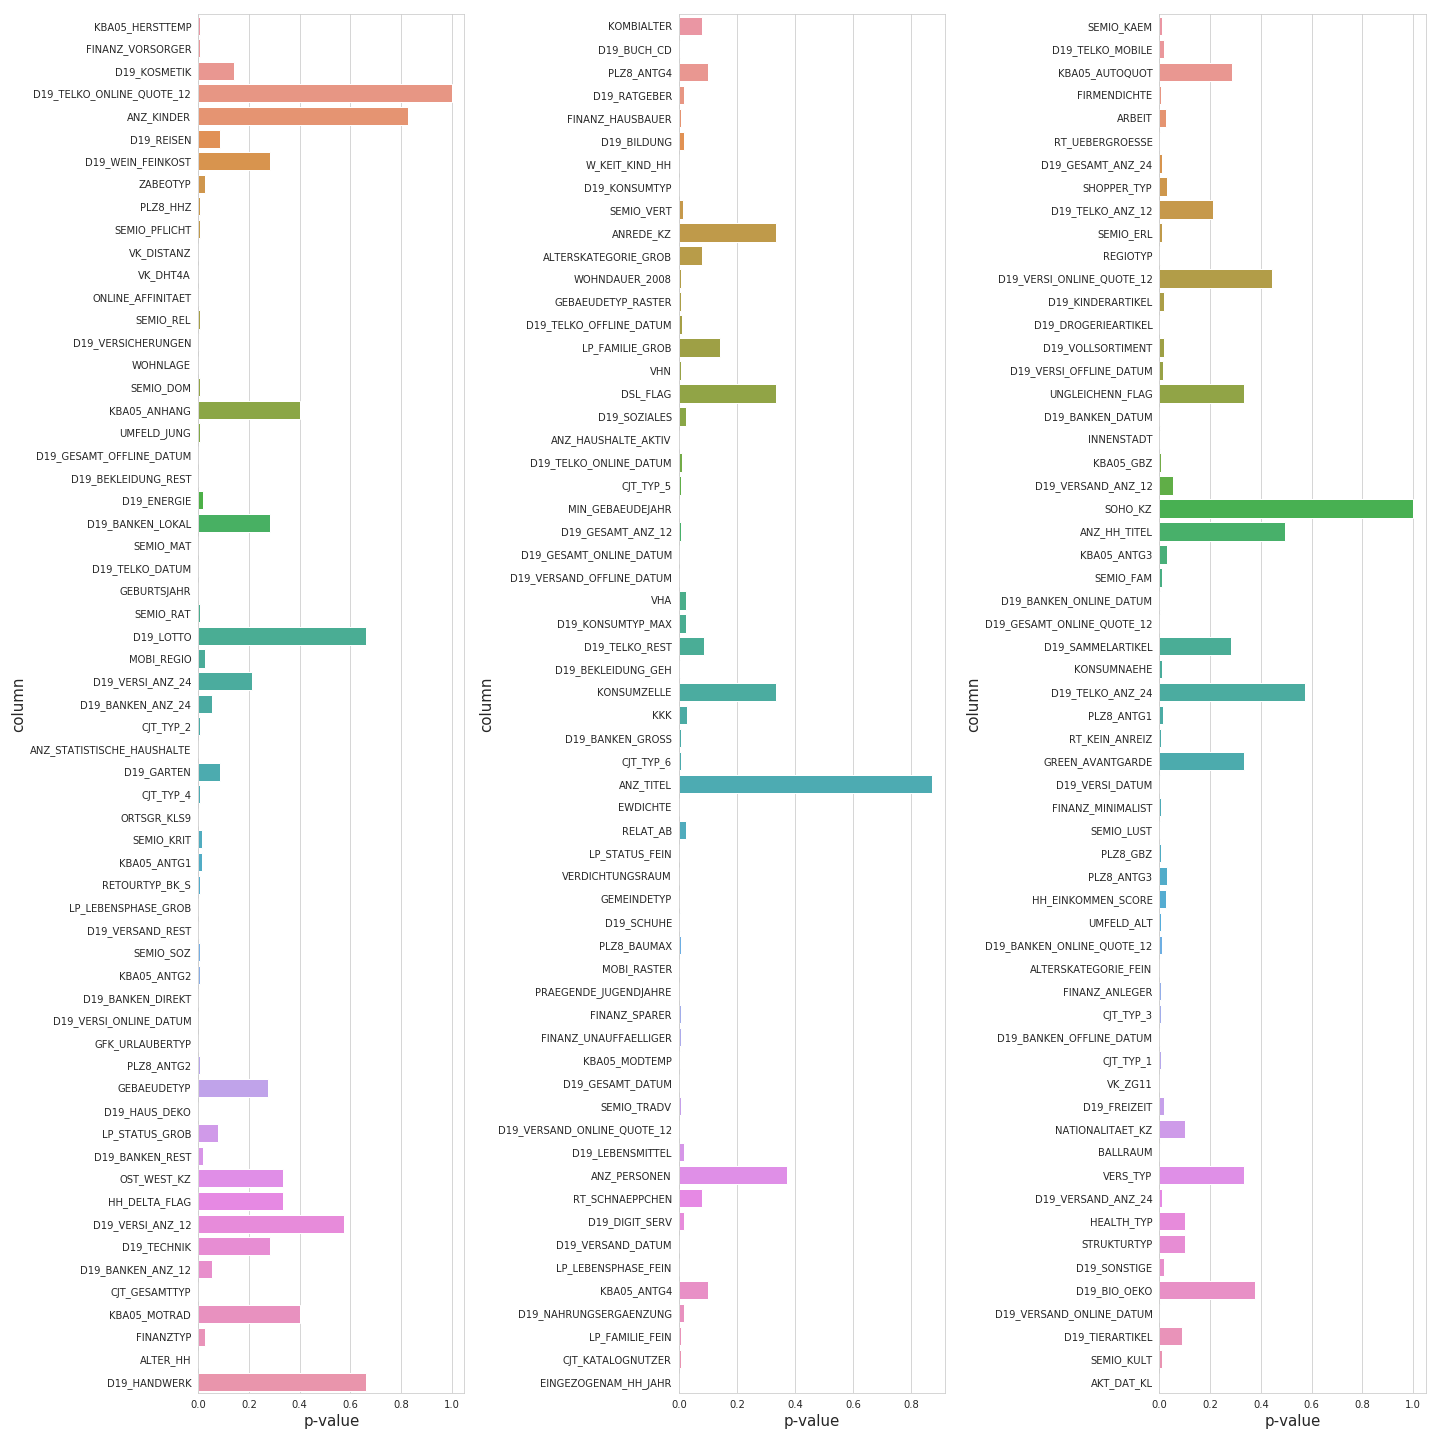 KBA05_HERSTTEMP
FINANZ_VORSORGER
D19_KOSMETIK
D19_TELKO_ONLINE_QUOTE_12
ANZ_KINDER
D19_REISEN
D19_WEIN_FEINKOST
ZABEOTYP
PLZ8_HHZ
SEMIO_PFLICHT
VK_DISTANZ
VK_DHT4A
ONLINE_AFFINITAET
SEMIO_REL
D19_VERSICHERUNGEN
WOHNLAGE
SEMIO_DOM
KBA05_ANHANG
UMFELD_JUNG
D19_GESAMT_OFFLINE_DATUM
D19_BEKLEIDUNG_REST
D19_ENERGIE
D19_BANKEN_LOKAL
SEMIO_MAT
D19_TELKO_DATUM
GEBURTSJAHR
SEMIO_RAT
D19_LOTTO
MOBI_REGIO
D19_VERSI_ANZ_24
D19_BANKEN_ANZ_24
CJT_TYP_2
ANZ_STATISTISCHE_HAUSHALTE
D19_GARTEN
CJT_TYP_4
ORTSGR_KLS9
SEMIO_KRIT
KBA05_ANTG1
RETOURTYP_BK_S
LP_LEBENSPHASE_GROB
D19_VERSAND_REST
SEMIO_SOZ
KBA05_ANTG2
D19_BANKEN_DIREKT
D19_VERSI_ONLINE_DATUM
GFK_URLAUBERTYP
PLZ8_ANTG2
GEBAEUDETYP
D19_HAUS_DEKO
LP_STATUS_GROB
D19_BANKEN_REST
OST_WEST_KZ
HH_DELTA_FLAG
D19_VERSI_ANZ_12
D19_TECHNIK
D19_BANKEN_ANZ_12
CJT_GESAMTTYP
KBA05_MOTRAD
FINANZTYP
ALTER_HH
D19_HANDWERK
column
0.0 0.2 0.4 0.6 0.8 1.0
p-value
KOMBIALTER
D19_BUCH_CD
PLZ8_ANTG4
D19_RATGEBER
FINANZ_HAUSBAUER
D19_BILDUNG
W_KEIT_KIND_HH
D19_KONSUMTYP
SEMIO_VERT
ANREDE_KZ
ALTERSKATEGORIE_GROB
WOHNDAUER_2008
GEBAEUDETYP_RASTER
D19_TELKO_OFFLINE_DATUM
LP_FAMILIE_GROB
VHN
DSL_FLAG
D19_SOZIALES
ANZ_HAUSHALTE_AKTIV
D19_TELKO_ONLINE_DATUM
CJT_TYP_5
MIN_GEBAEUDEJAHR
D19_GESAMT_ANZ_12
D19_GESAMT_ONLINE_DATUM
D19_VERSAND_OFFLINE_DATUM
VHA
D19_KONSUMTYP_MAX
D19_TELKO_REST
D19_BEKLEIDUNG_GEH
KONSUMZELLE
KKK
D19_BANKEN_GROSS
CJT_TYP_6
ANZ_TITEL
EWDICHTE
RELAT_AB
LP_STATUS_FEIN
VERDICHTUNGSRAUM
GEMEINDETYP
D19_SCHUHE
PLZ8_BAUMAX
MOBI_RASTER
PRAEGENDE_JUGENDJAHRE
FINANZ_SPARER
FINANZ_UNAUFFAELLIGER
KBA05_MODTEMP
D19_GESAMT_DATUM
SEMIO_TRADV
D19_VERSAND_ONLINE_QUOTE_12
D19_LEBENSMITTEL
ANZ_PERSONEN
RT_SCHNAEPPCHEN
D19_DIGIT_SERV
D19_VERSAND_DATUM
LP_LEBENSPHASE_FEIN
KBA05_ANTG4
D19_NAHRUNGSERGAENZUNG
LP_FAMILIE_FEIN
CJT_KATALOGNUTZER
EINGEZOGENAM_HH_JAHR
column
0.0 0.2 0.4 0.6 0.8
p-value
SEMIO_KAEM
D19_TELKO_MOBILE
KBA05_AUTOQUOT
FIRMENDICHTE
ARBEIT
RT_UEBERGROESSE
D19_GESAMT_ANZ_24
SHOPPER_TYP
D19_TELKO_ANZ_12
SEMIO_ERL
REGIOTYP
D19_VERSI_ONLINE_QUOTE_12
D19_KINDERARTIKEL
D19_DROGERIEARTIKEL
D19_VOLLSORTIMENT
D19_VERSI_OFFLINE_DATUM
UNGLEICHENN_FLAG
D19_BANKEN_DATUM
INNENSTADT
KBA05_GBZ
D19_VERSAND_ANZ_12
SOHO_KZ
ANZ_HH_TITEL
KBA05_ANTG3
SEMIO_FAM
D19_BANKEN_ONLINE_DATUM
D19_GESAMT_ONLINE_QUOTE_12
D19_SAMMELARTIKEL
KONSUMNAEHE
D19_TELKO_ANZ_24
PLZ8_ANTG1
RT_KEIN_ANREIZ
GREEN_AVANTGARDE
D19_VERSI_DATUM
FINANZ_MINIMALIST
SEMIO_LUST
PLZ8_GBZ
PLZ8_ANTG3
HH_EINKOMMEN_SCORE
UMFELD_ALT
D19_BANKEN_ONLINE_QUOTE_12
ALTERSKATEGORIE_FEIN
FINANZ_ANLEGER
CJT_TYP_3
D19_BANKEN_OFFLINE_DATUM
CJT_TYP_1
VK_ZG11
D19_FREIZEIT
NATIONALITAET_KZ
BALLRAUM
VERS_TYP
D19_VERSAND_ANZ_24
HEALTH_TYP
STRUKTURTYP
D19_SONSTIGE
D19_BIO_OEKO
D19_VERSAND_ONLINE_DATUM
D19_TIERARTIKEL
SEMIO_KULT
AKT_DAT_KL
column
0.0 0.2 0.4 0.6 0.8 1.0
p-value